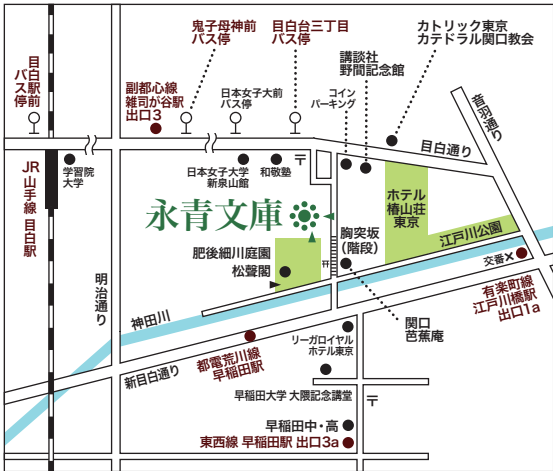 目白駅前
バス停
鬼子母神前
バス停
目白台三丁目
バス停
カトリック東京
カテドラル関口教会
副都心線
雑司が谷駅
出口3
日本女子大前
バス停
講談社
野間記念館
コイン
パーキング
音羽通り
目白通り
学習院
大学
日本女子大学
新泉山館
和敬塾
〒
JR山手線 目白駅
永青文庫
胸突坂
(階段)
ホテル
椿山荘
東京
江戸川公園
肥後細川庭園
松聲閣
交番
明治通り
神田川
有楽町線
江戸川橋駅
出口1a
関口
芭蕉庵
リーガロイヤル
ホテル東京
都電荒川線
早稲田駅
新目白通り
早稲田大学 大隈記念講堂
〒
早稲田中・高
東西線 早稲田駅 出口3a